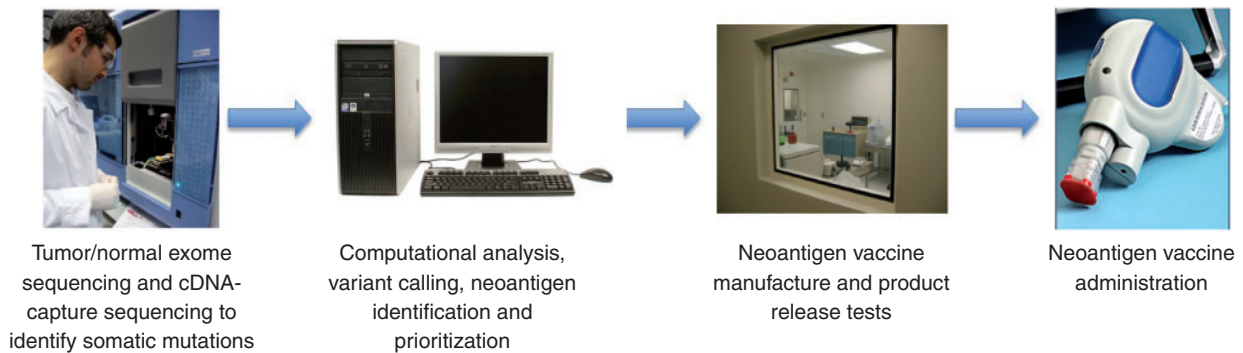 Tumor/normal exome
sequencing and cDNA-
capture sequencing to
identify somatic mutations
Computational analysis,
variant calling, neoantigen
identification and
prioritization
Neoantigen vaccine
manufacture and product
release tests
Neoantigen vaccine
administration